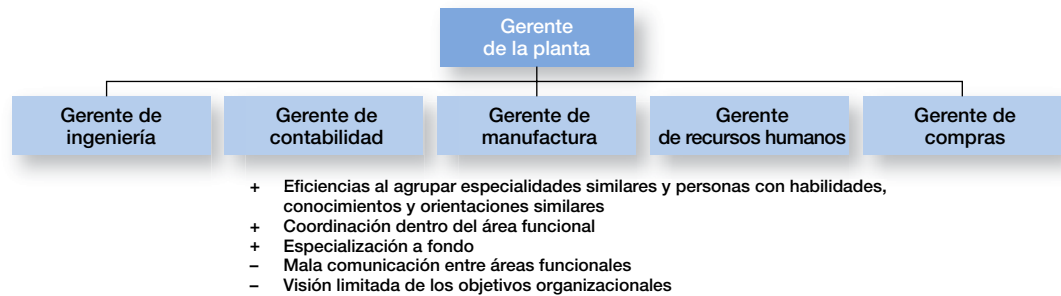 Gerente
de la planta
Gerente de
ingeniería
Gerente de
contabilidad
Gerente de
manufactura
Gerente
de recursos humanos
Gerente de
compras
+ Eficiencias al agrupar especialidades similares y personas con habilidades,
conocimientos y orientaciones similares
+ Coordinación dentro del área funcional
+ Especialización a fondo
– Mala comunicación entre áreas funcionales
– Visión limitada de los objetivos organizacionales